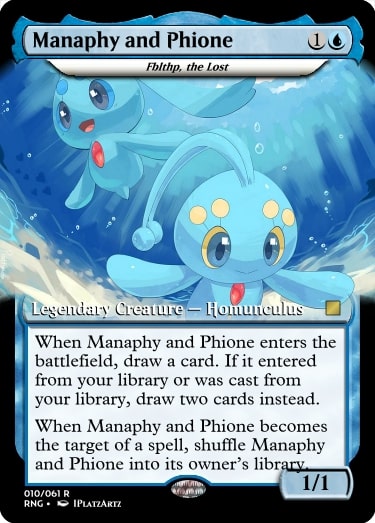 Manaphy and Phione 1
Fblthp, the Lost
Legendary Creature — Homunculus
When Manaphy and Phione enters the
battlefield, draw a card. If it entered
from your library or was cast from
your library, draw two cards instead.
When Manaphy and Phione becomes
the target of a spell, shuffle Manaphy
and Phione into its owner's library.
1/1
010/061 R
RNG • IPlatzArtz